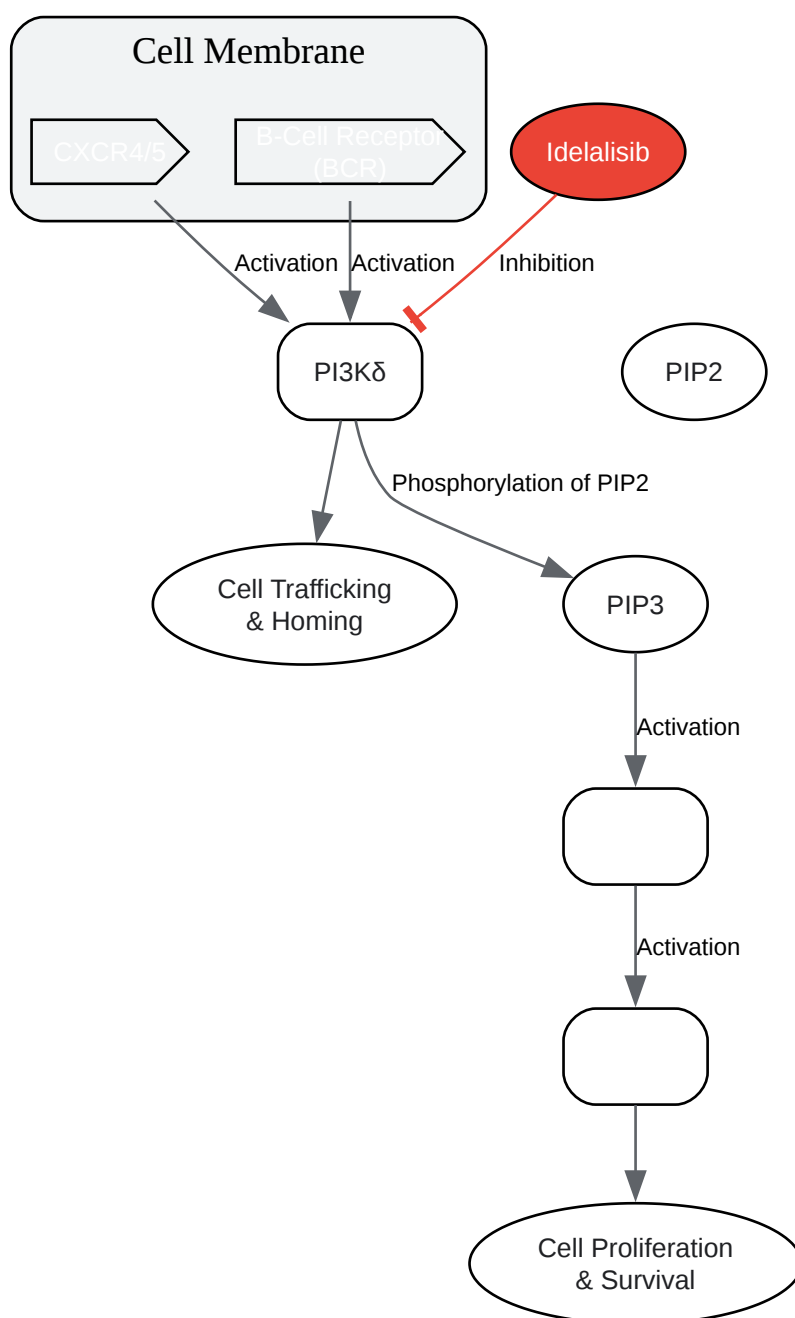 Cell Membrane
CXCR4/5
B-Cell Receptor
(BCR)
Idelalisib
Activation
Activation
Inhibition
PI3Kδ
PIP2
Phosphorylation of PIP2
Cell Trafficking
& Homing
PIP3
Activation
Activation
Cell Proliferation
& Survival